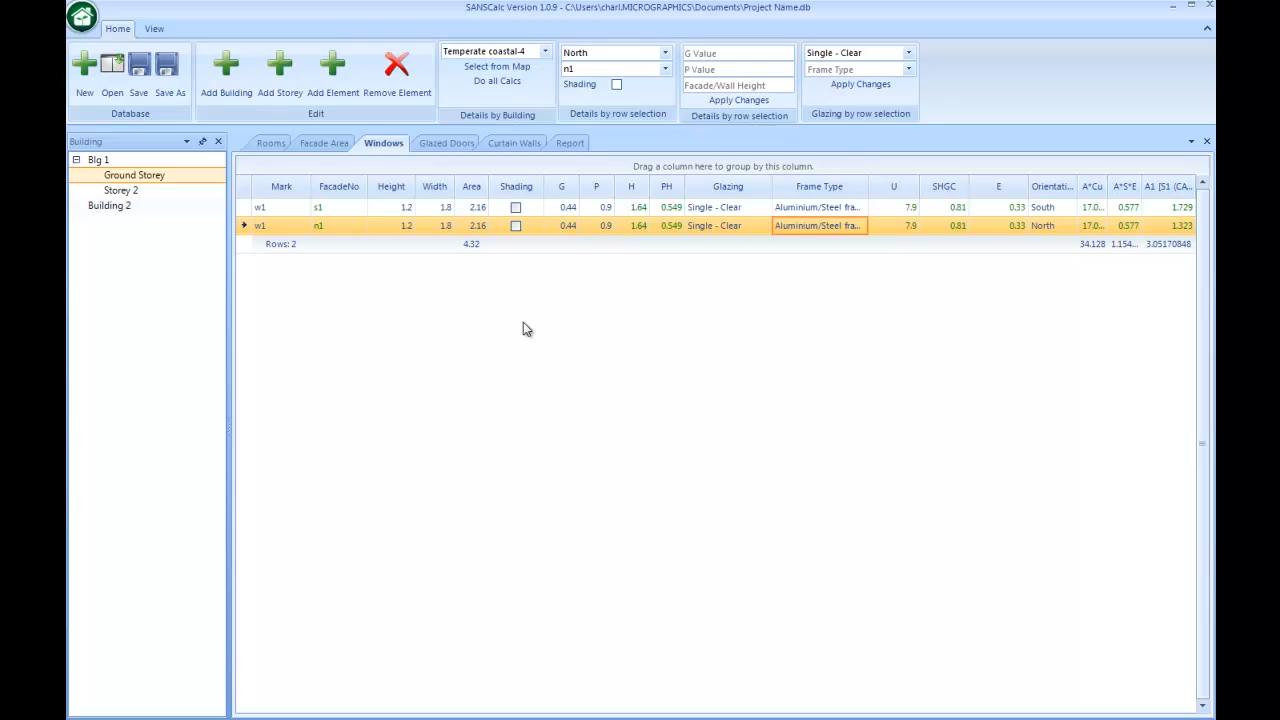 SANSCalc Version 1.0.9 - C:\Users\charl.MICROGRAPHICS\Documents\Project Name.db
Home View
New Open Save Save As
Database
Add Building Add Storey Add Element Remove Element
Edit
Temperate coastal-4
Select from Map
Do all Calcs
Details by Building
North
n1
Shading
Details by row selection
G Value
P Value
Facade/Wall Height
Apply Changes
Details by row selection
Single - Clear
Frame Type
Apply Changes
Glazing by row selection
Building
Blg 1
Ground Storey
Storey 2
Building 2
Rooms Facade Area Windows Glazed Doors Curtain Walls Report
Drag a column here to group by this column.
Mark FacadeNo Height Width Area Shading G P H PH Glazing Frame Type U SHGC E Orientati... A*Cu A*S*E A1 [S1 (CA...
w1 s1 1.2 1.8 2.16 0.44 0.9 1.64 0.549 Single - Clear Aluminium/Steel fra... 7.9 0.81 0.33 South 17.0... 0.577 1.729
w1 n1 1.2 1.8 2.16 0.44 0.9 1.64 0.549 Single - Clear Aluminium/Steel fra... 7.9 0.81 0.33 North 17.0... 0.577 1.323
Rows: 2 4.32 34.128 1.154... 3.05170848